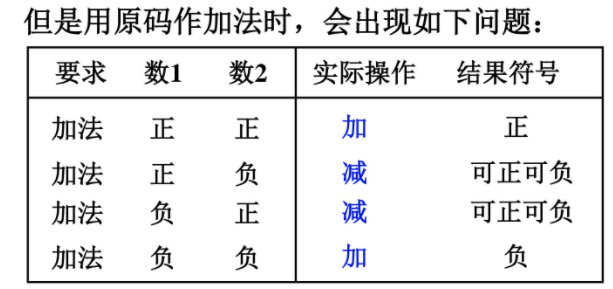 但是用原码作加法时，会出现如下问题：
要求 数1 数2 实际操作 结果符号
加法 正 正 加 正
加法 正 负 减 可正可负
加法 负 正 减 可正可负
加法 负 负 加 负